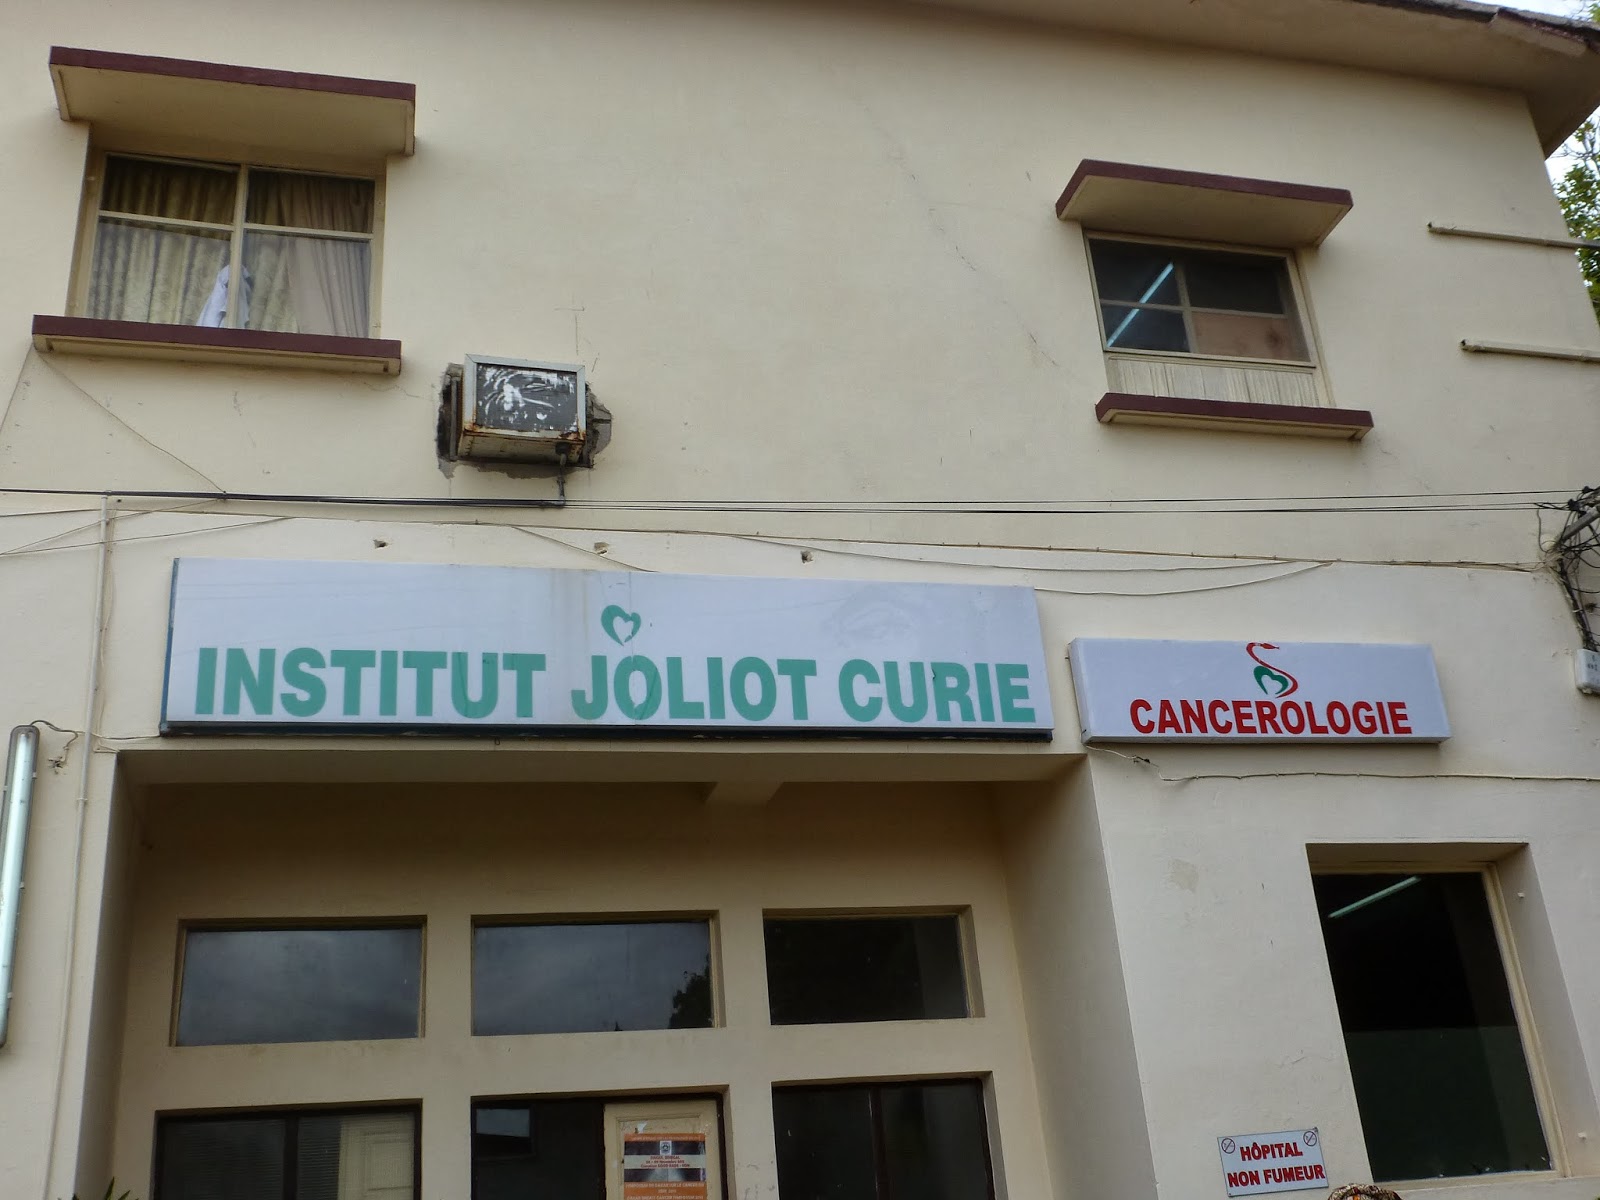 INSTITUT JOLIOT CURIE
CANCEROLOGIE
HÔPITAL
NON FUMEUR